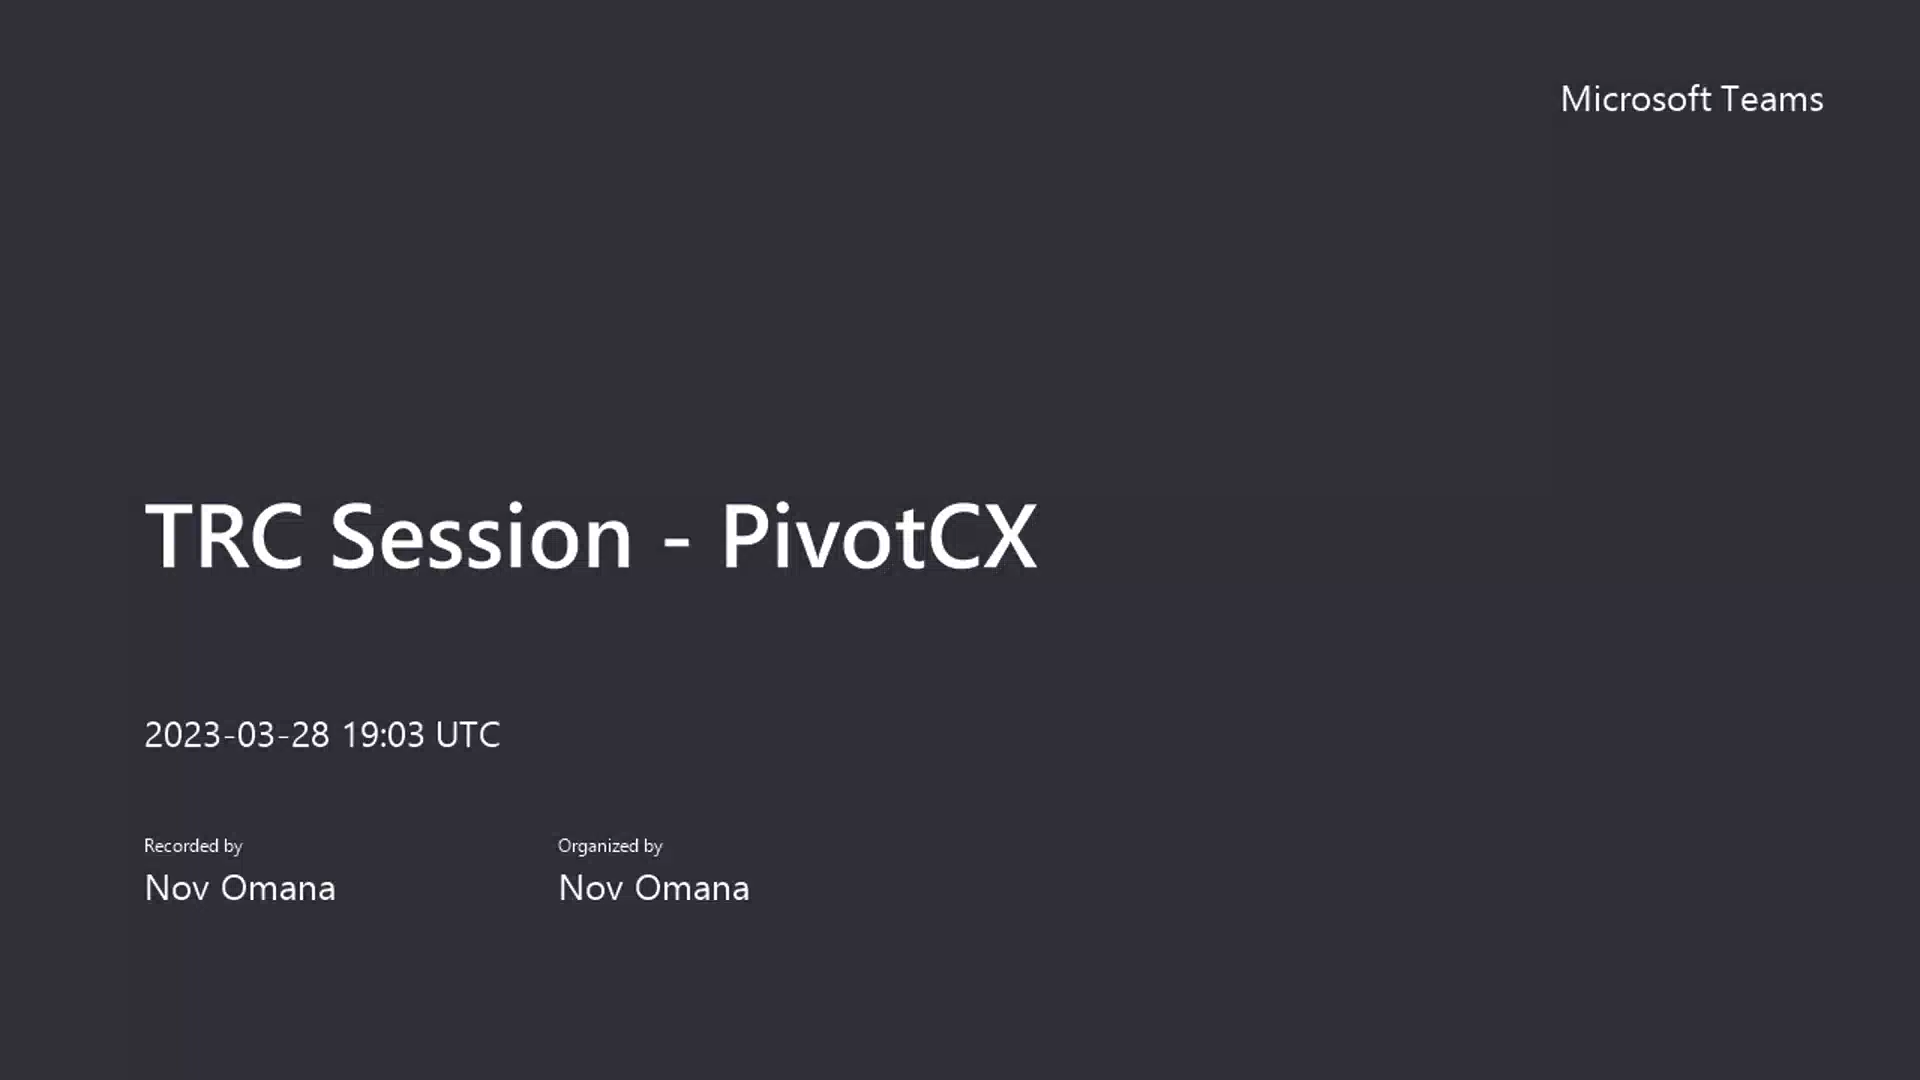 Microsoft Teams
TRC Session - PivotCX
2023-03-28 19:03 UTC
Recorded by
Nov Omana
Organized by
Nov Omana